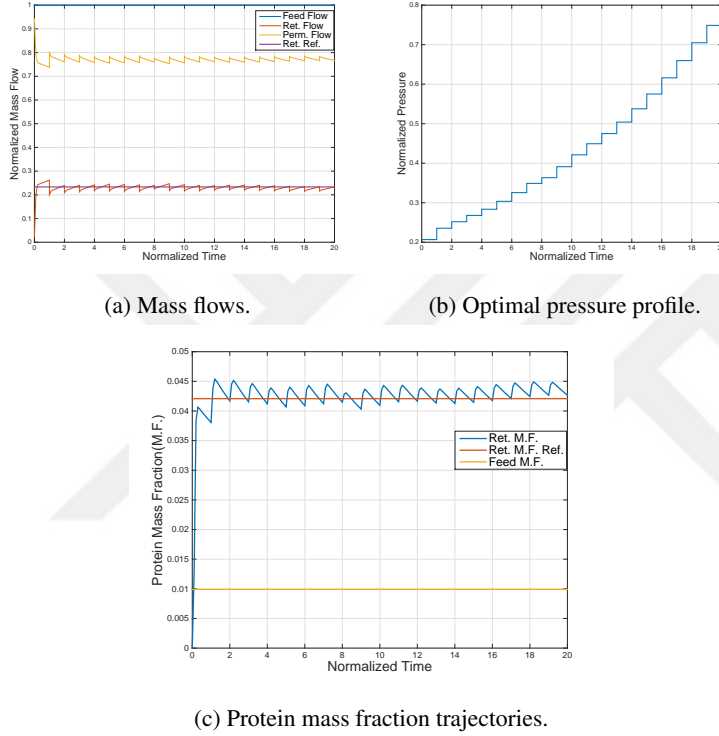 1
0.9
0.8
0.7
0.6
0.5
0.4
0.3
0.2
0.1
0
Normalized Mass Flow
0 2 4 6 8 10 12 14 16 18 20
Normalized Time
Feed Flow
Ret. Flow
Perm. Flow
Ret. Ref.
(a) Mass flows.
0.8
0.7
0.6
0.5
0.4
0.3
0.2
Normalized Pressure
0 2 4 6 8 10 12 14 16 18 20
Normalized Time
(b) Optimal pressure profile.
0.05
0.045
0.04
0.035
0.03
0.025
0.02
0.015
0.01
0.005
0
Protein Mass Fraction(M.F.)
0 2 4 6 8 10 12 14 16 18 20
Normalized Time
Ret. M.F.
Ret. M.F. Ref.
Feed M.F.
(c) Protein mass fraction trajectories.